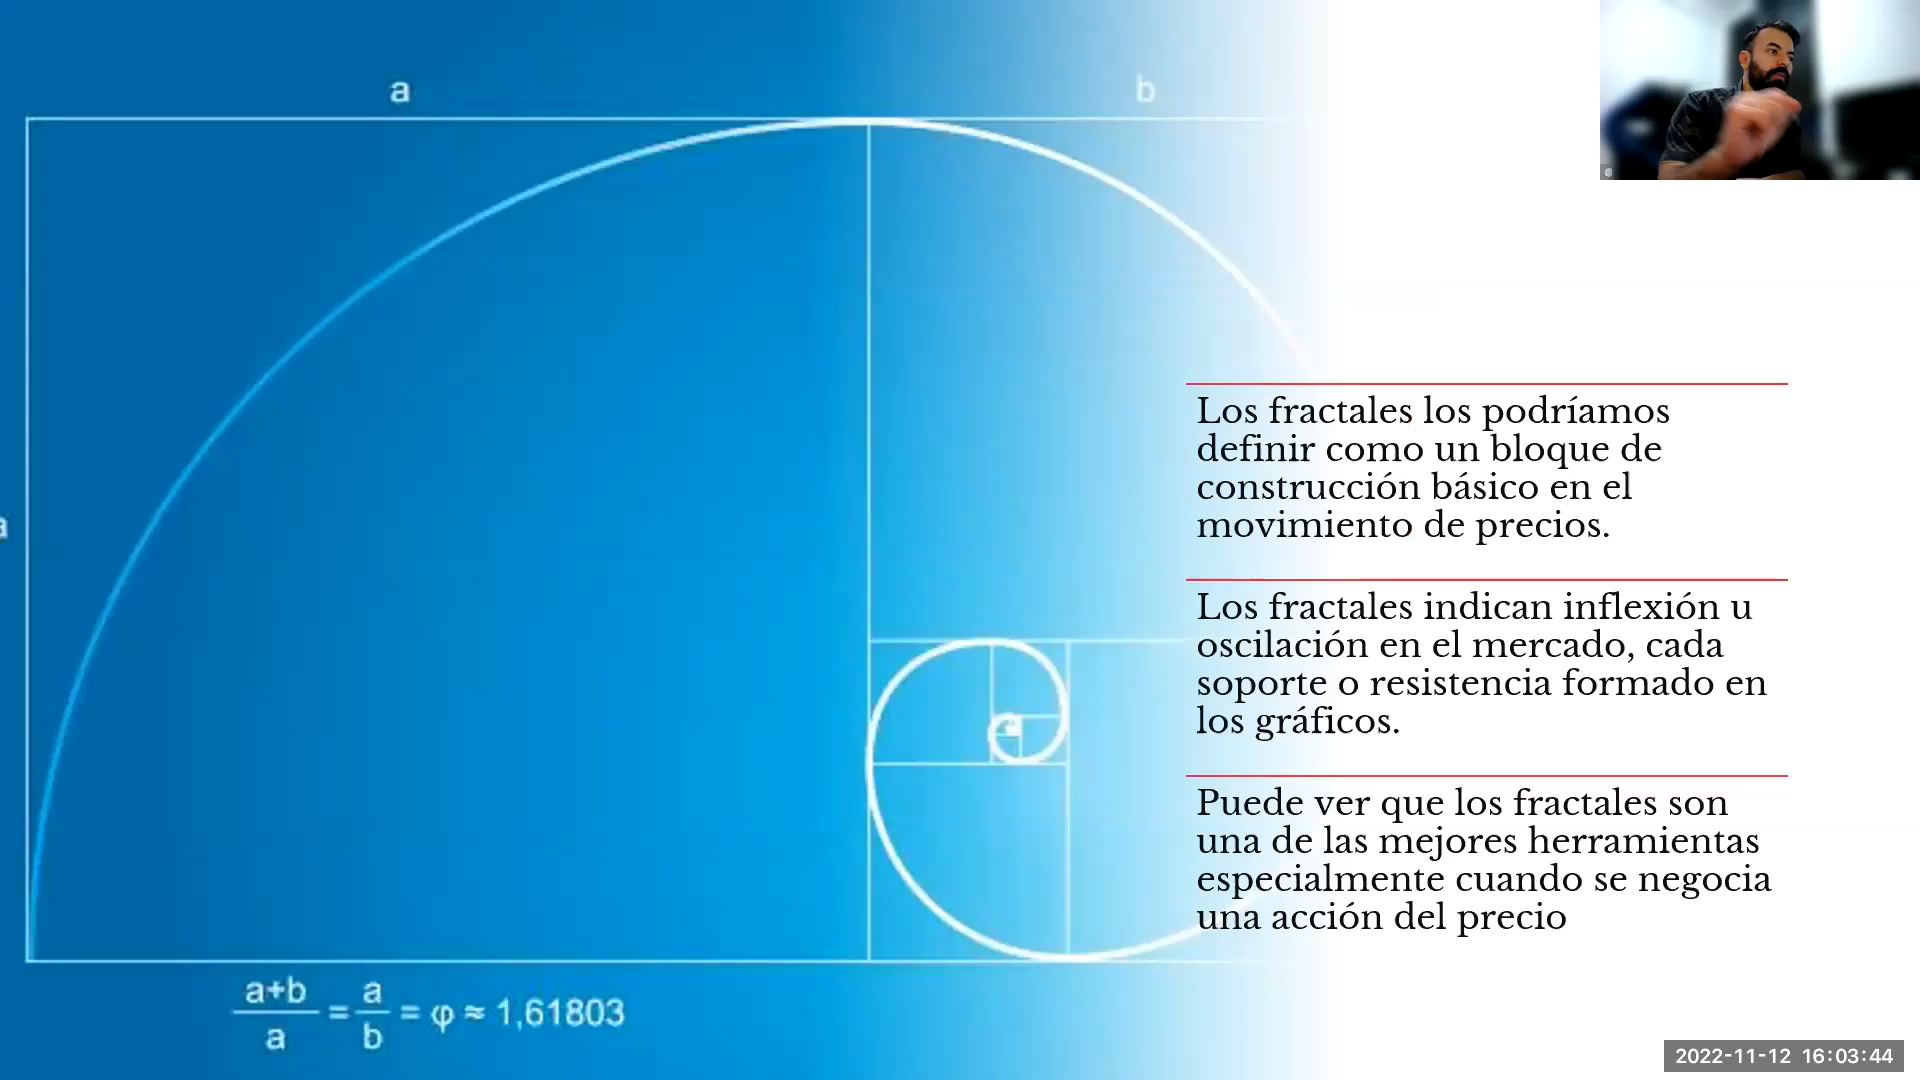 a
b
a
Los fractales los podríamos
definir como un bloque de
construcción básico en el
movimiento de precios.
Los fractales indican inflexión u
oscilación en el mercado, cada
soporte o resistencia formado en
los gráficos.
Puede ver que los fractales son
una de las mejores herramientas
especialmente cuando se negocia
una acción del precio
a+b/a = a/b = φ ≈ 1,61803
2022-11-12 16:03:44